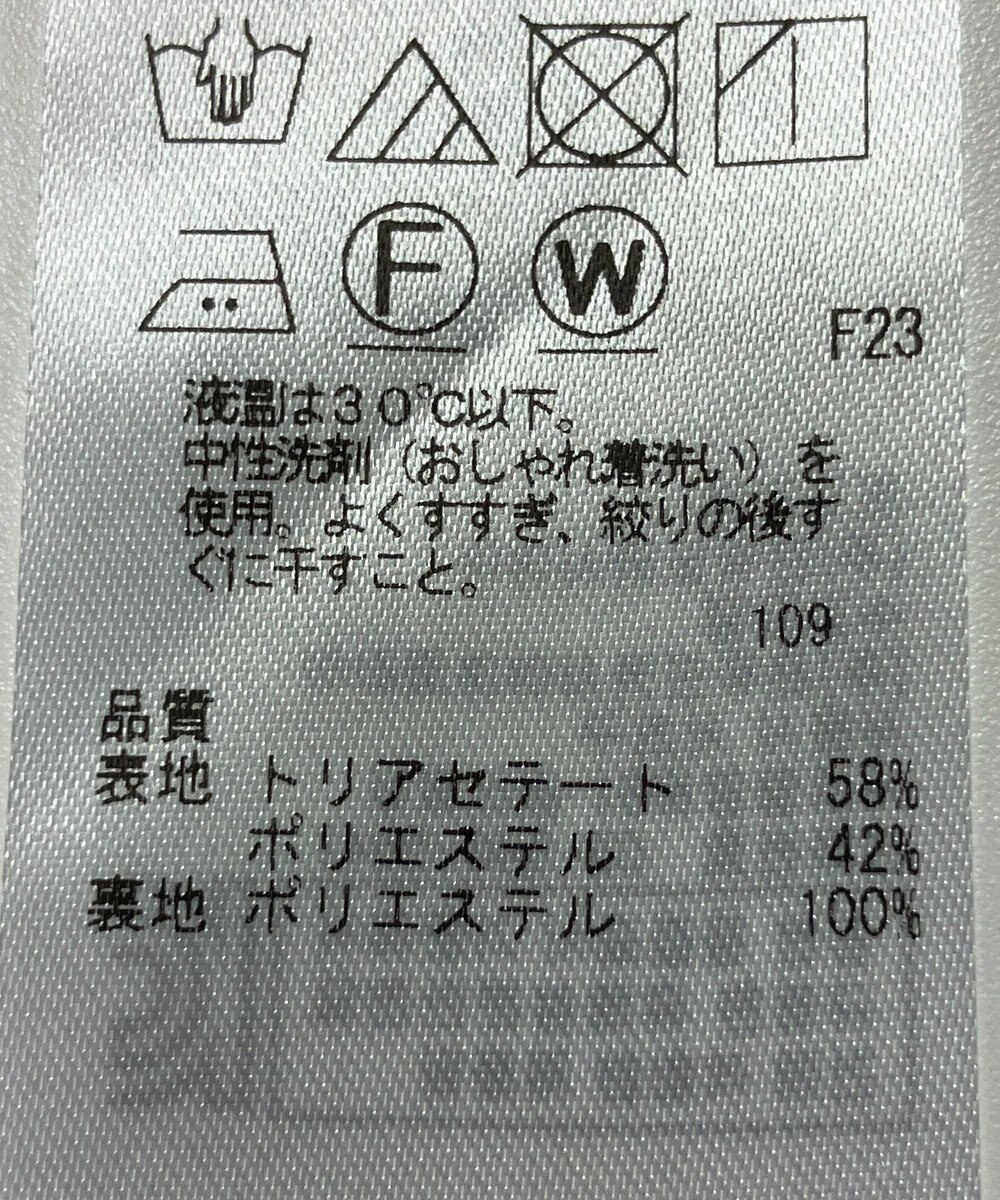 F
W
F23
液温は30℃以下。
中性洗剤(おしゃれ着洗い)を
使用。よくすすぎ、絞りの後す
ぐに干すこと。
109
品質
表地 トリアセテート 58%
ポリエステル 42%
裏地 ポリエステル 100%